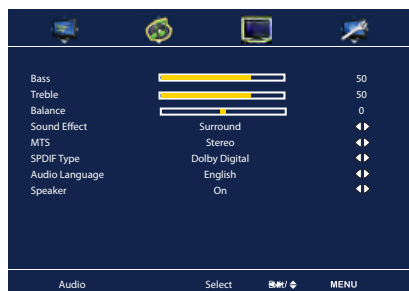 Bass 50
Treble 50
Balance 0
Sound Effect Surround
MTS Stereo
SPDIF Type Dolby Digital
Audio Language English
Speaker On
Audio Select MENU